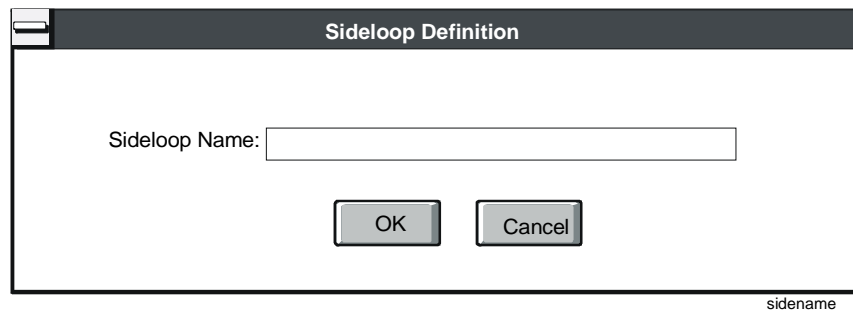 Sideloop Definition
Sideloop Name:
OK
Cancel
sidename